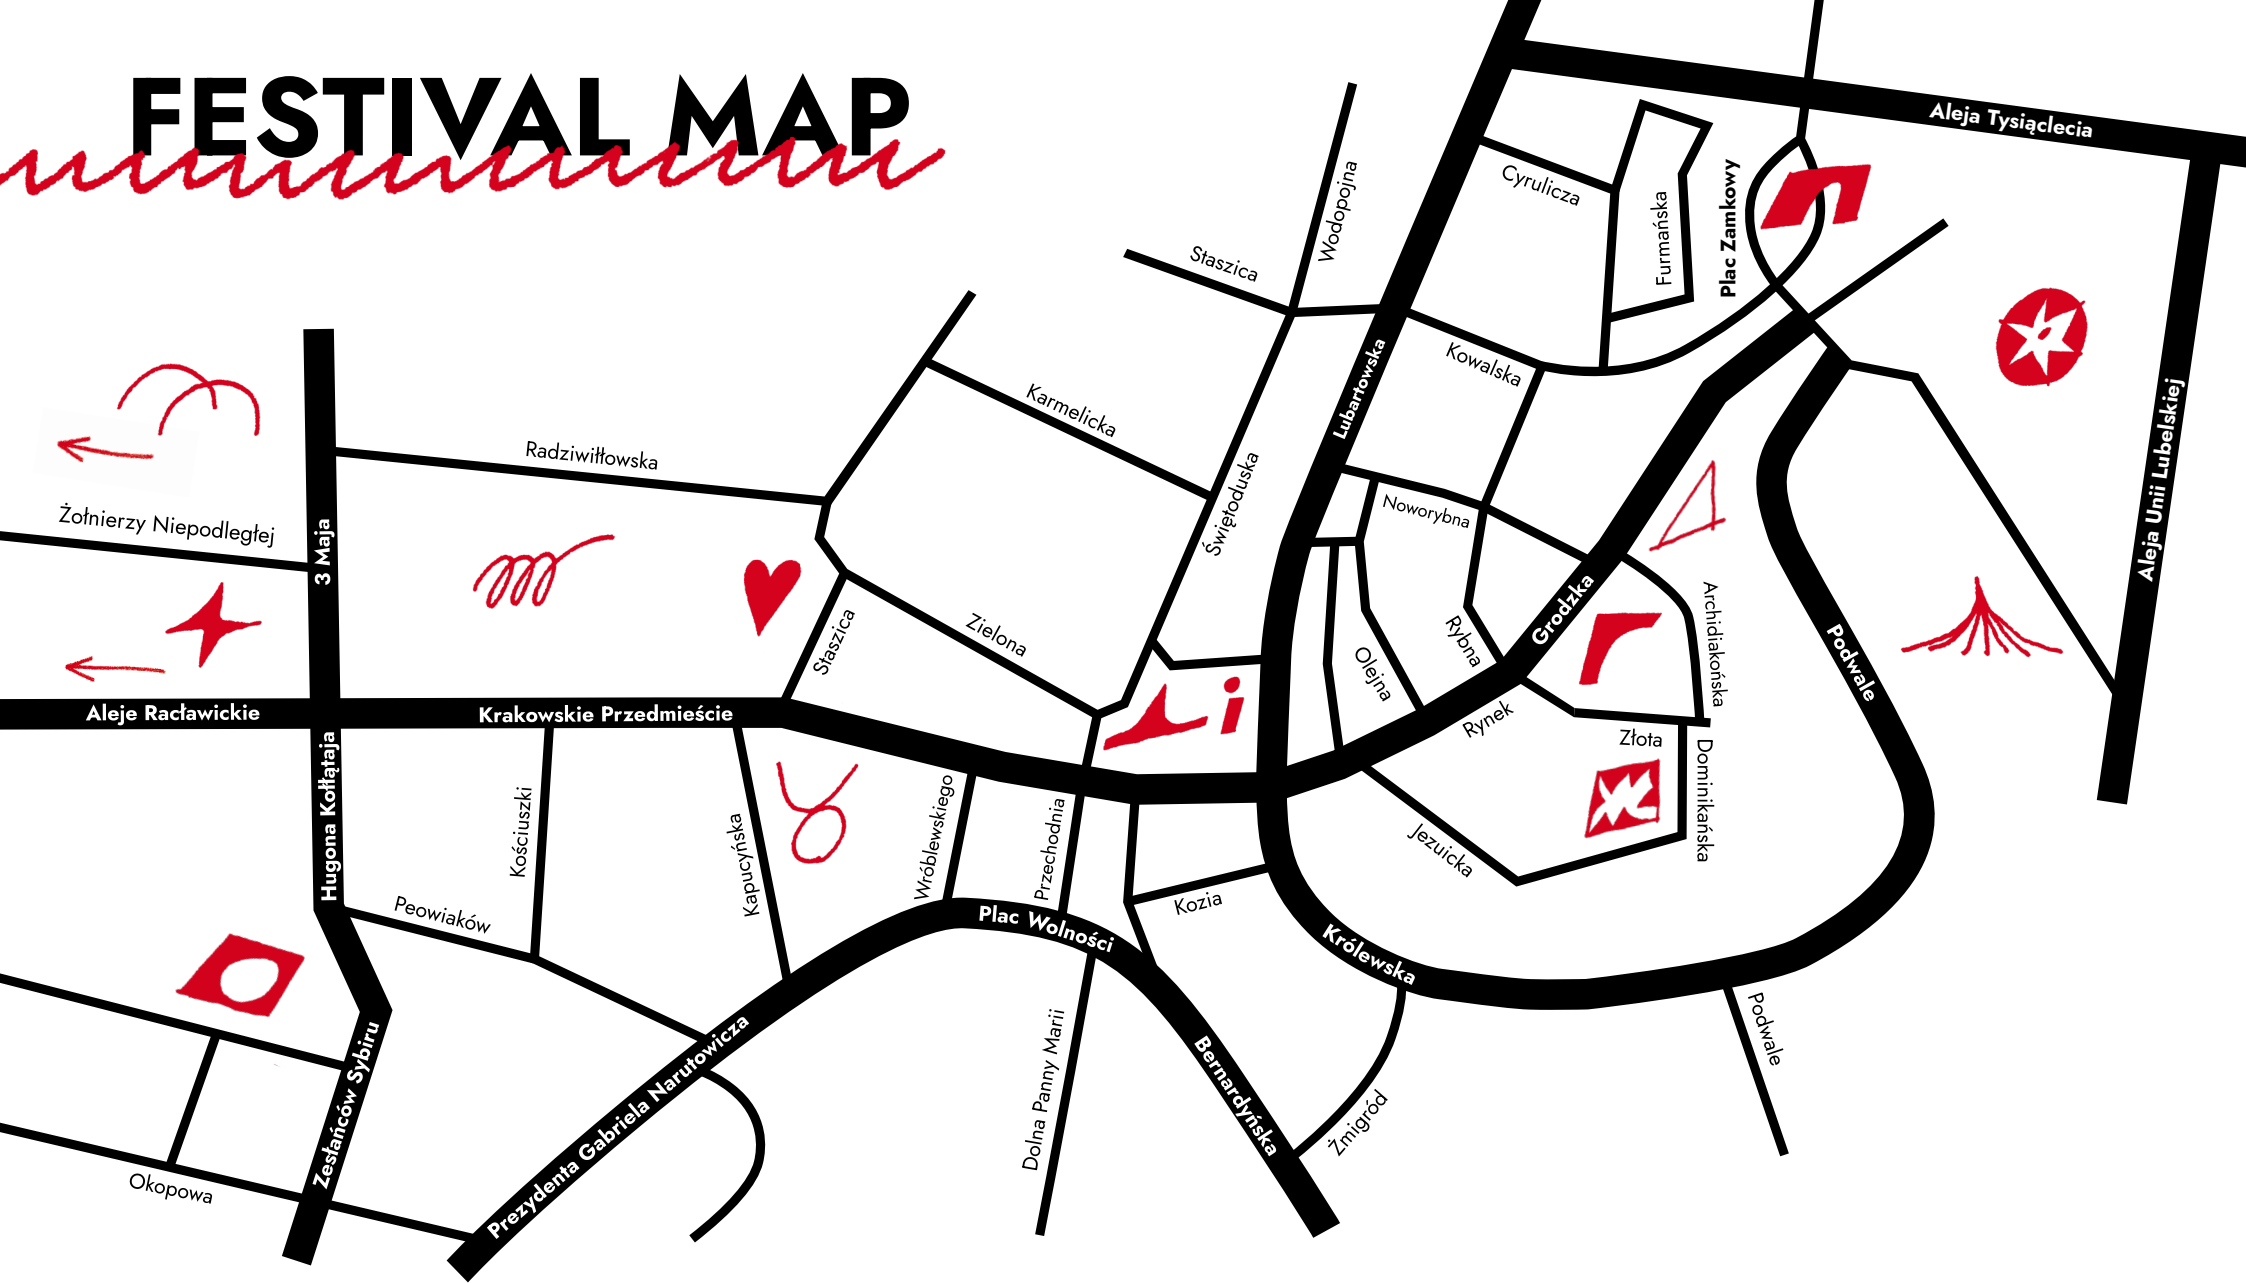 FESTIVAL MAP
Aleja Tysiąclecia
Wodopojna
Cyrulicza
Furmańska
Plac Zamkowy
Staszica
Lubartowska
Kowalska
Karmelicka
Aleja Unii Lubelskiej
Radziwiłłowska
Świętoduska
Noworybna
Żołnierzy Niepodległej
3 Maja
Zielona
Staszica
Grodzka
Archidiakońska
Rybna
Olejna
Podwale
i
Aleje Racławickie
Krakowskie Przedmieście
Rynek
Złota
Hugona Kołłątaja
Kościuszki
Kapucyńska
Wróblewskiego
Przechodnia
Jezuicka
Dominikańska
Peowiaków
Plac Wolności
Kozia
Królewska
Zesłańców Sybiru
Prezydenta Gabriela Narutowicza
Dolna Panny Marii
Bernardyńska
Żmigród
Podwale
Okopowa